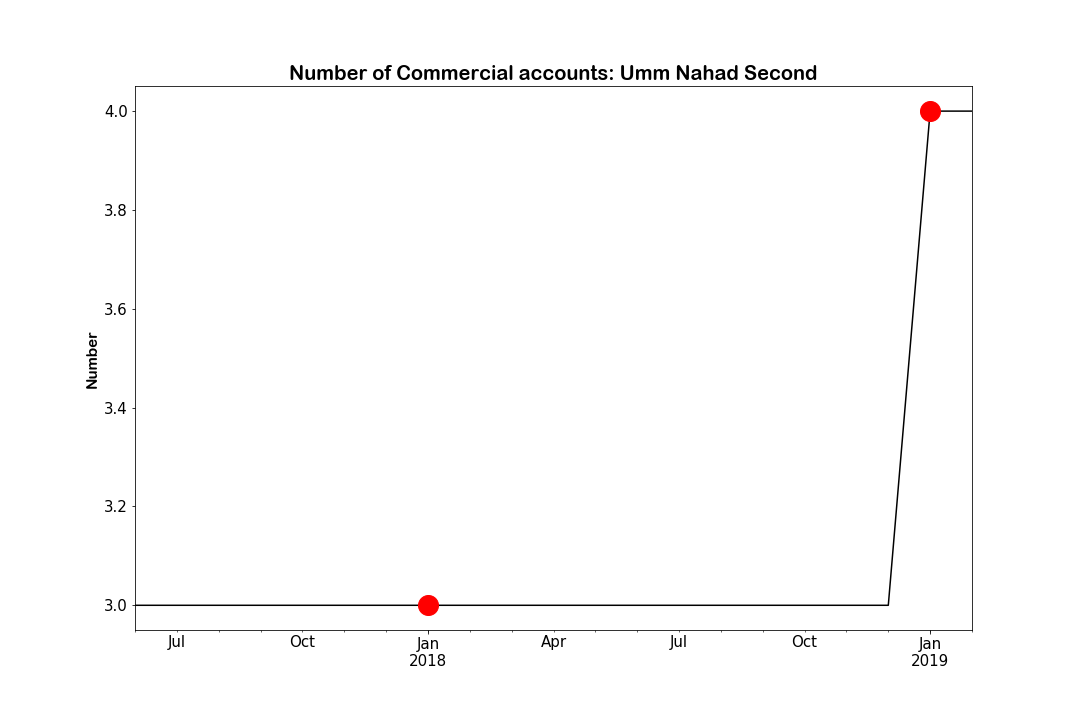 Number of Commercial accounts: Umm Nahad Second
Number
4.0
3.8
3.6
3.4
3.2
3.0
Jul Oct Jan Apr Jul Oct Jan
2018 2019